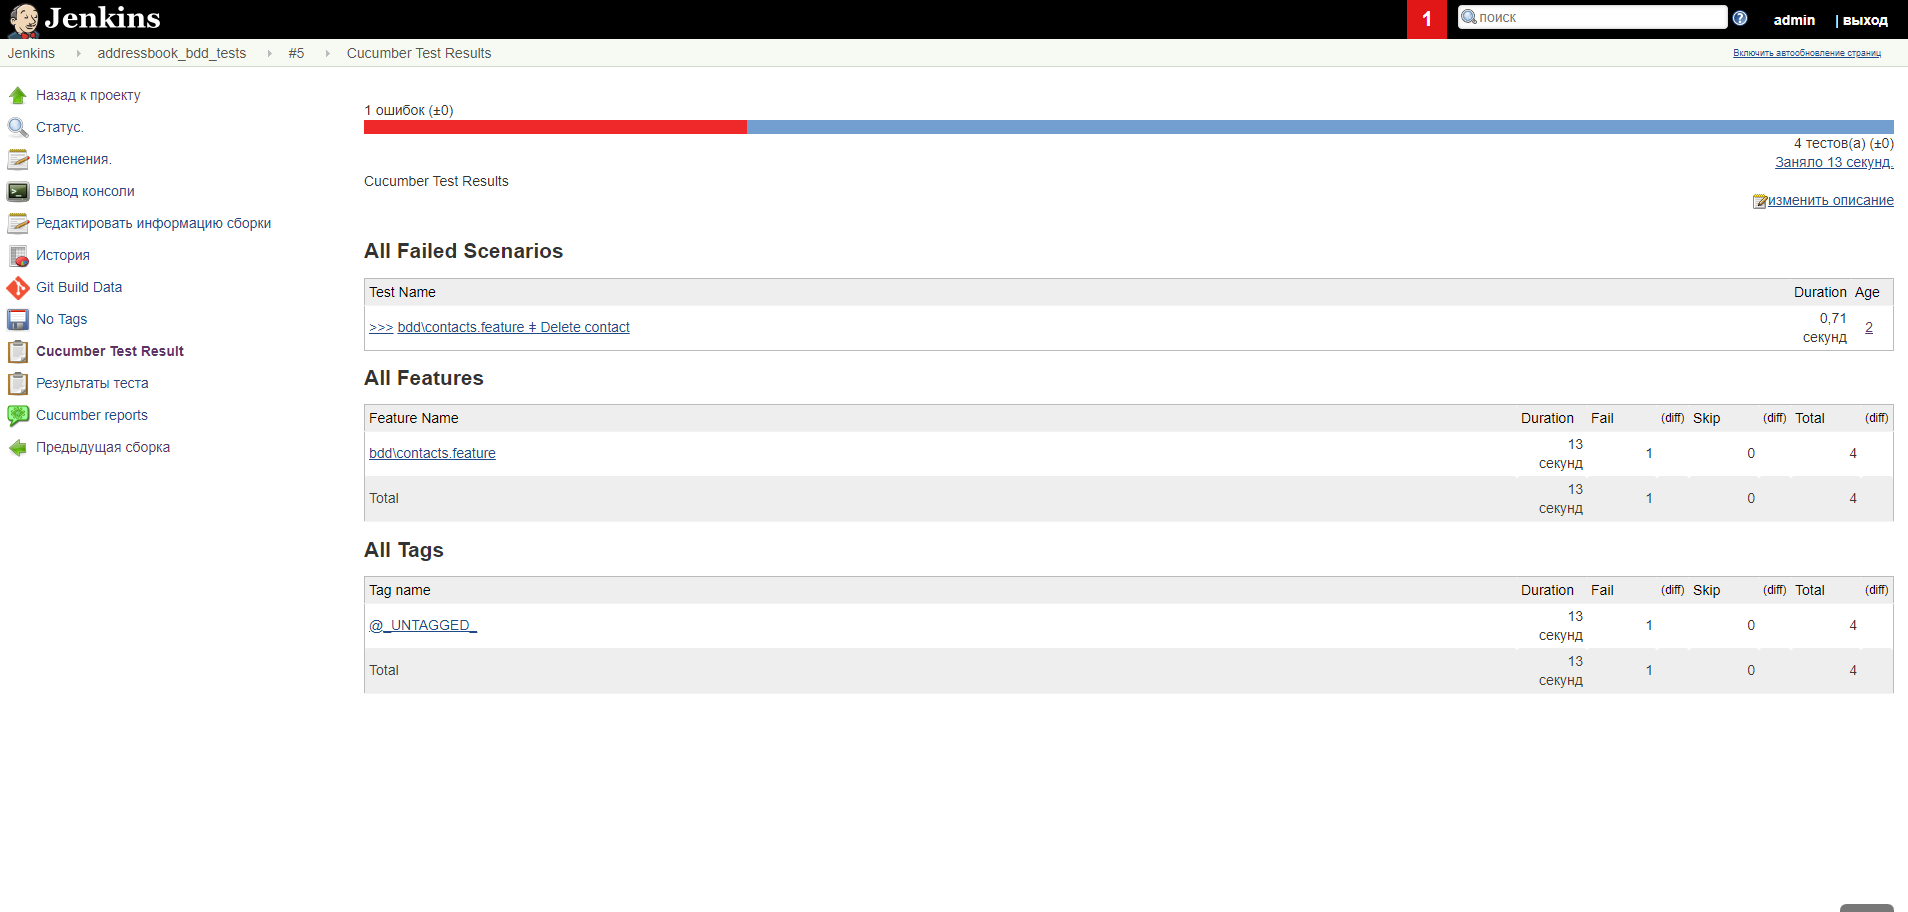 Jenkins
1
поиск
admin
| выход
Jenkins addressbook_bdd_tests #5 Cucumber Test Results
Включить автообновление страниц
Назад к проекту
Статус.
Изменения.
Вывод консоли
Редактировать информацию сборки
История
Git Build Data
No Tags
Cucumber Test Result
Результаты теста
Cucumber reports
Предыдущая сборка
1 ошибок (±0)
4 тестов(а) (±0)
Заняло 13 секунд.
Cucumber Test Results
изменить описание
All Failed Scenarios
Test Name Duration Age
>>> bdd\contacts.feature ǂ Delete contact 0,71 секунд 2
All Features
Feature Name Duration Fail (diff) Skip (diff) Total (diff)
bdd\contacts.feature 13 секунд 1 0 4
Total 13 секунд 1 0 4
All Tags
Tag name Duration Fail (diff) Skip (diff) Total (diff)
@_UNTAGGED_ 13 секунд 1 0 4
Total 13 секунд 1 0 4